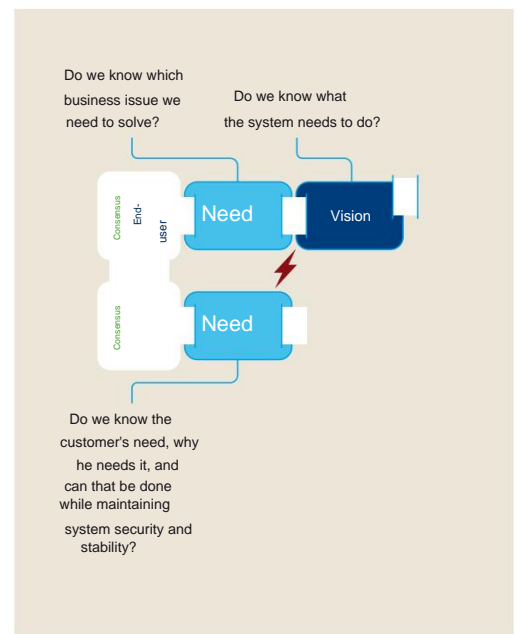 Do we know which
business issue we
need to solve?
Do we know what
the system needs to do?
Consensus
End-
user
Need
Vision
Consensus
Need
Do we know the
customer's need, why
he needs it, and
can that be done
while maintaining
system security and
stability?